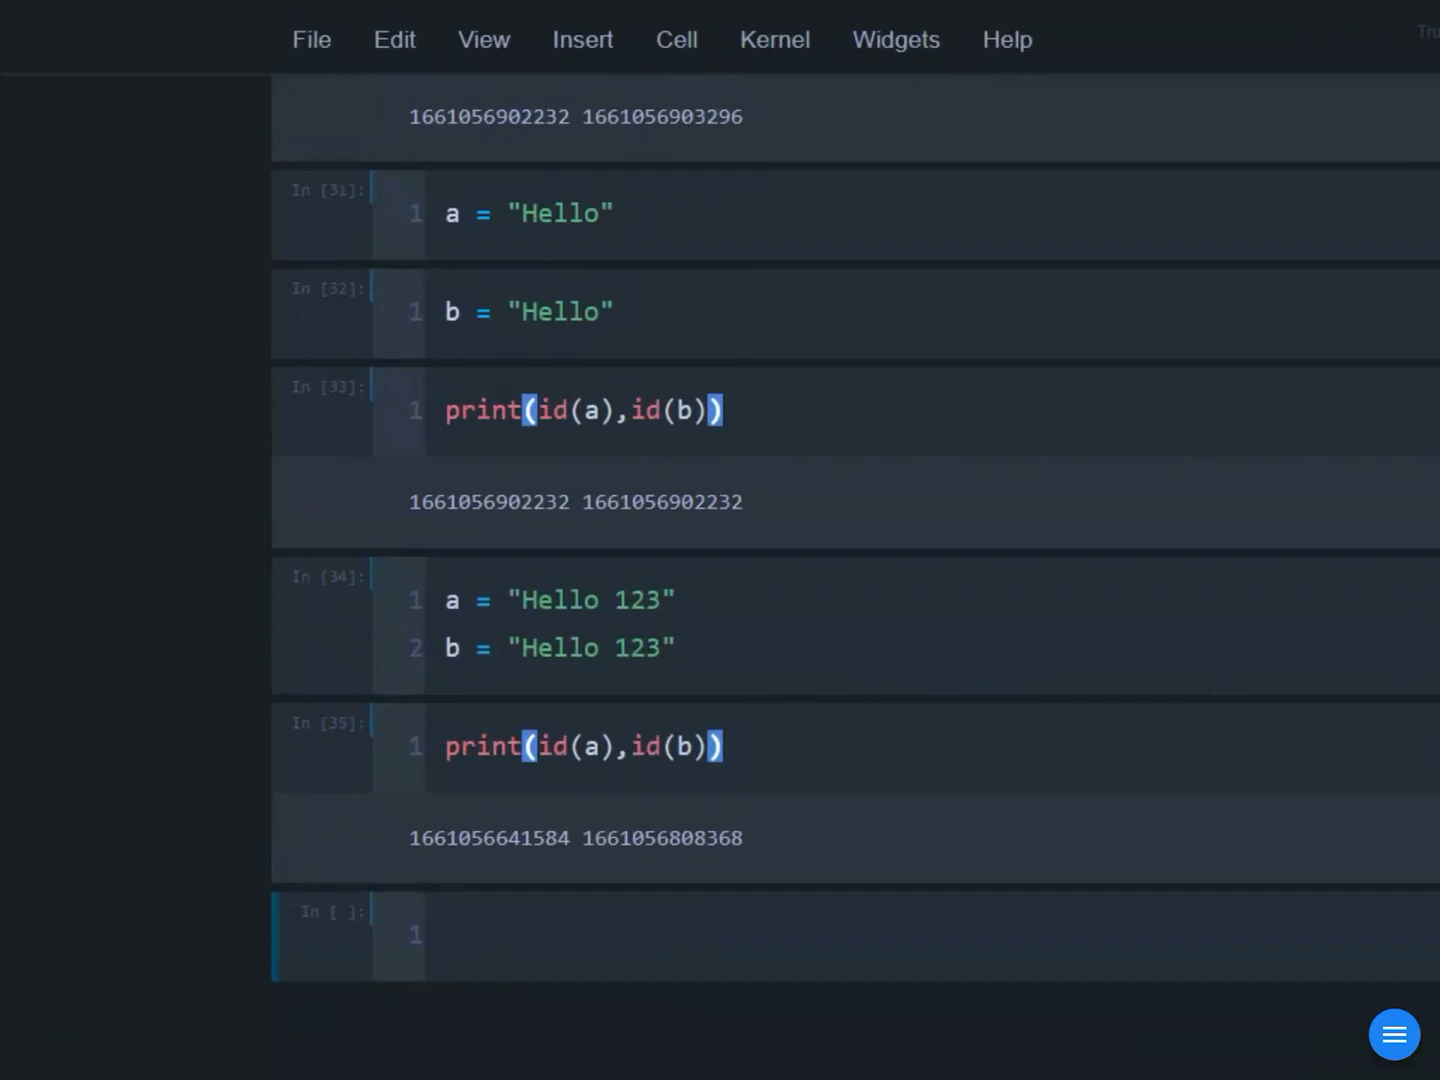 File Edit View Insert Cell Kernel Widgets Help
1661056902232 1661056903296
In [31]:
1 a = "Hello"
In [32]:
1 b = "Hello"
In [33]:
1 print(id(a),id(b))
1661056902232 1661056902232
In [34]:
1 a = "Hello 123"
2 b = "Hello 123"
In [35]:
1 print(id(a),id(b))
1661056641584 1661056808368
In [ ]:
1